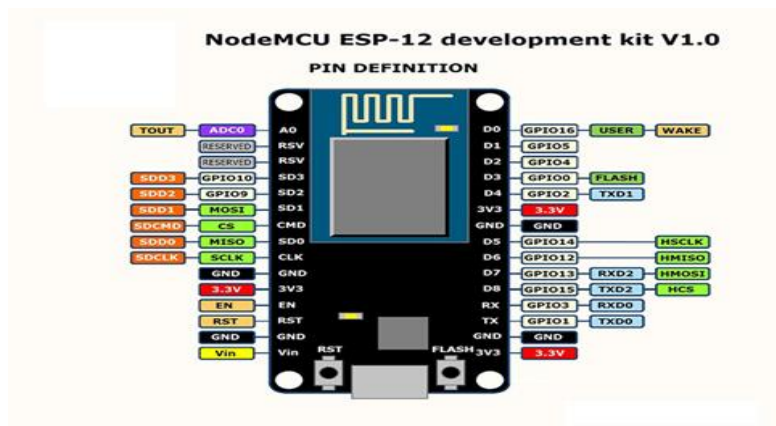 NodeMCU ESP-12 development kit V1.0
PIN DEFINITION
TOUT ADC0 A0 D0 GPIO16 USER WAKE
RESERVED RSV D1 GPIO5
RESERVED RSV D2 GPIO4
SDD3 GPIO10 SD3 D3 GPIO0 FLASH
SDD2 GPIO9 SD2 D4 GPIO2 TXD1
SDD1 MOSI SD1 3V3 3.3V
SDCMD CS CMD GND GND
SDD0 MISO SD0 D5 GPIO14 HSCLK
SDCLK SCLK CLK D6 GPIO12 HMISO
GND GND D7 GPIO13 RXD2 HMOSI
3.3V 3V3 D8 GPIO15 TXD2 HCS
EN EN RX GPIO3 RXD0
RST RST TX GPIO1 TXD0
GND GND GND GND
Vin Vin RST FLASH 3V3 3.3V